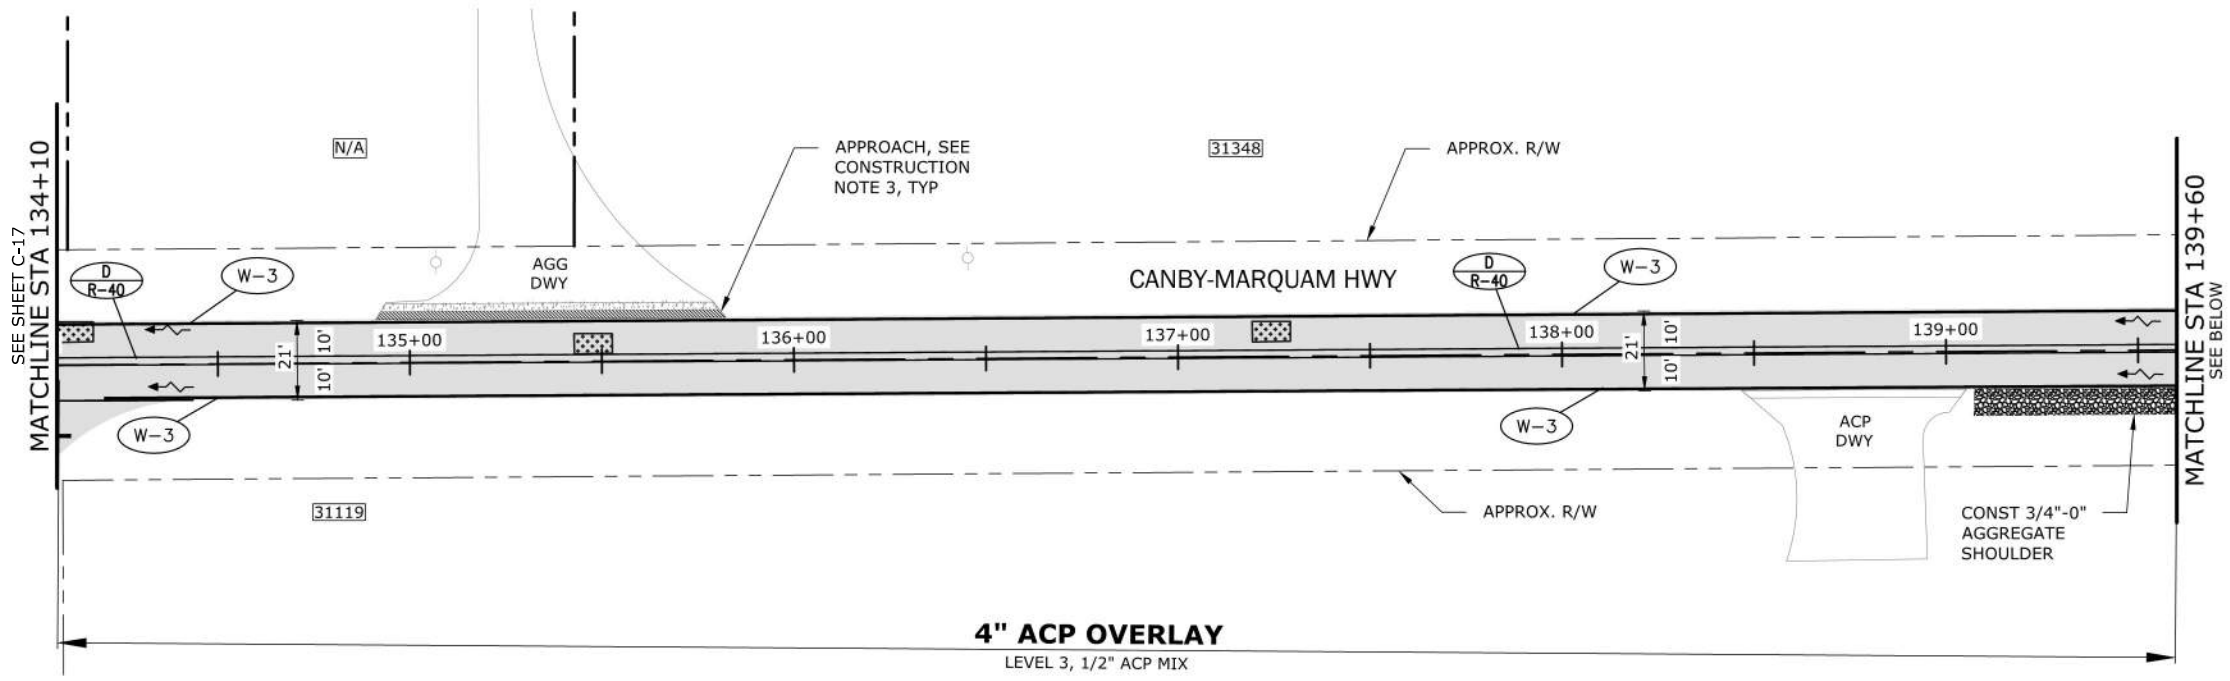 SEE SHEET C-17
MATCHLINE STA 134+10
N/A
APPROACH, SEE
CONSTRUCTION
NOTE 3, TYP
31348
APPROX. R/W
D
R-40
W-3
AGG
DWY
CANBY-MARQUAM HWY
D
R-40
W-3
21'
10'
10'
135+00
136+00
137+00
138+00
21'
10'
10'
139+00
W-3
W-3
ACP
DWY
31119
APPROX. R/W
CONST 3/4"-0"
AGGREGATE
SHOULDER
MATCHLINE STA 139+60
SEE BELOW
4" ACP OVERLAY
LEVEL 3, 1/2" ACP MIX